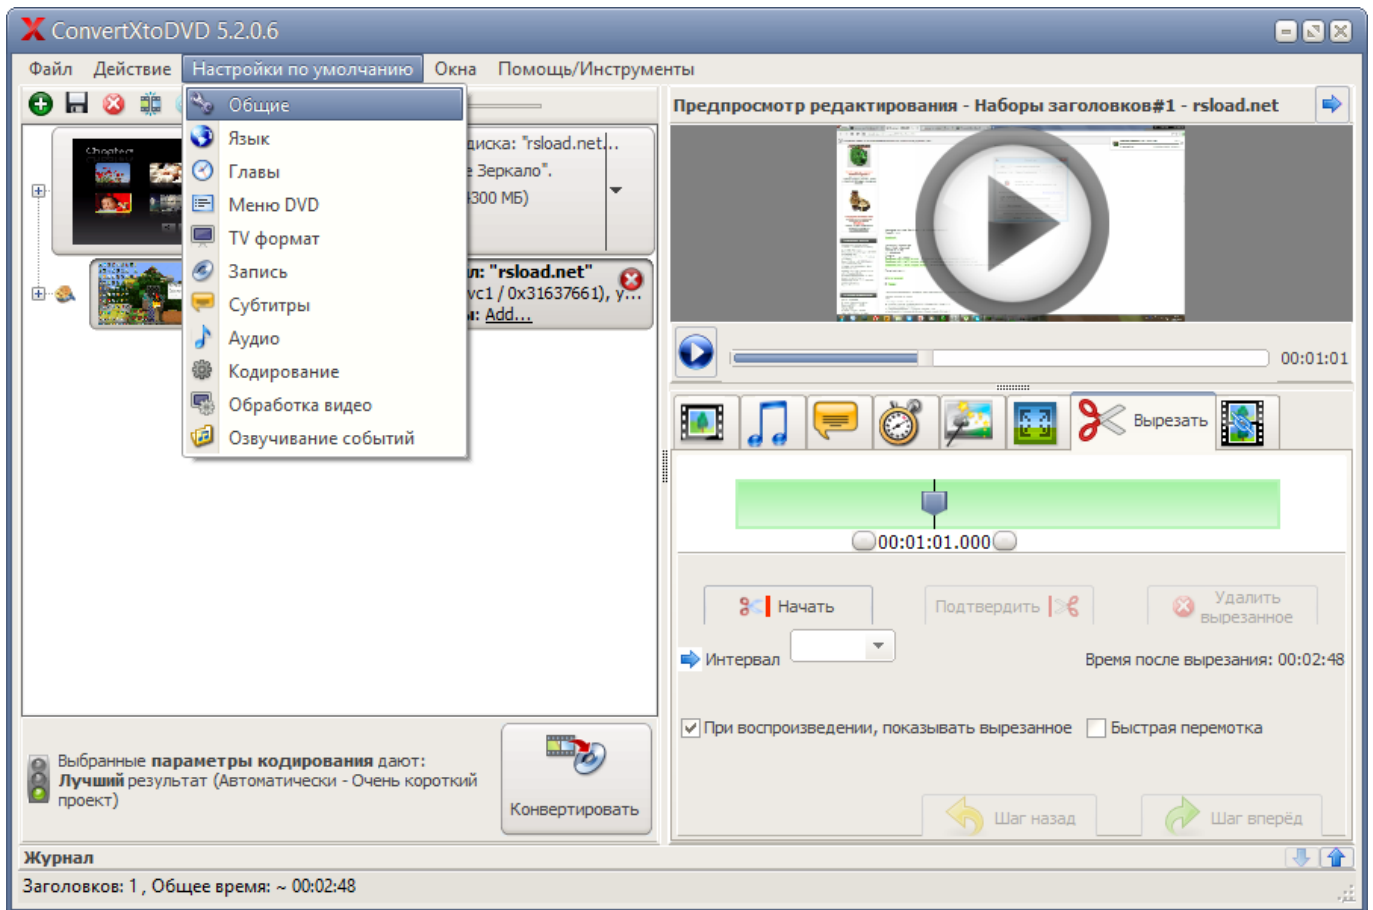 ConvertXtoDVD 5.2.0.6
Файл Действие Настройки по умолчанию Окна Помощь/Инструменты
Общие
Язык
Главы
Меню DVD
TV формат
Запись
Субтитры
Аудио
Кодирование
Обработка видео
Озвучивание событий
Chapter
диска: "rsload.net...
е Зеркало".
4300 МБ)
л: "rsload.net"
vc1 / 0x31637661), у...
ы: Add...
Предпросмотр редактирования - Наборы заголовков#1 - rsload.net
00:01:01
Вырезать
00:01:01.000
Начать Подтвердить Удалить
вырезанное
Интервал Время после вырезания: 00:02:48
При воспроизведении, показывать вырезанное Быстрая перемотка
Шаг назад Шаг вперёд
Выбранные параметры кодирования дают:
Лучший результат (Автоматически - Очень короткий
проект)
Конвертировать
Журнал
Заголовков: 1 , Общее время: ~ 00:02:48